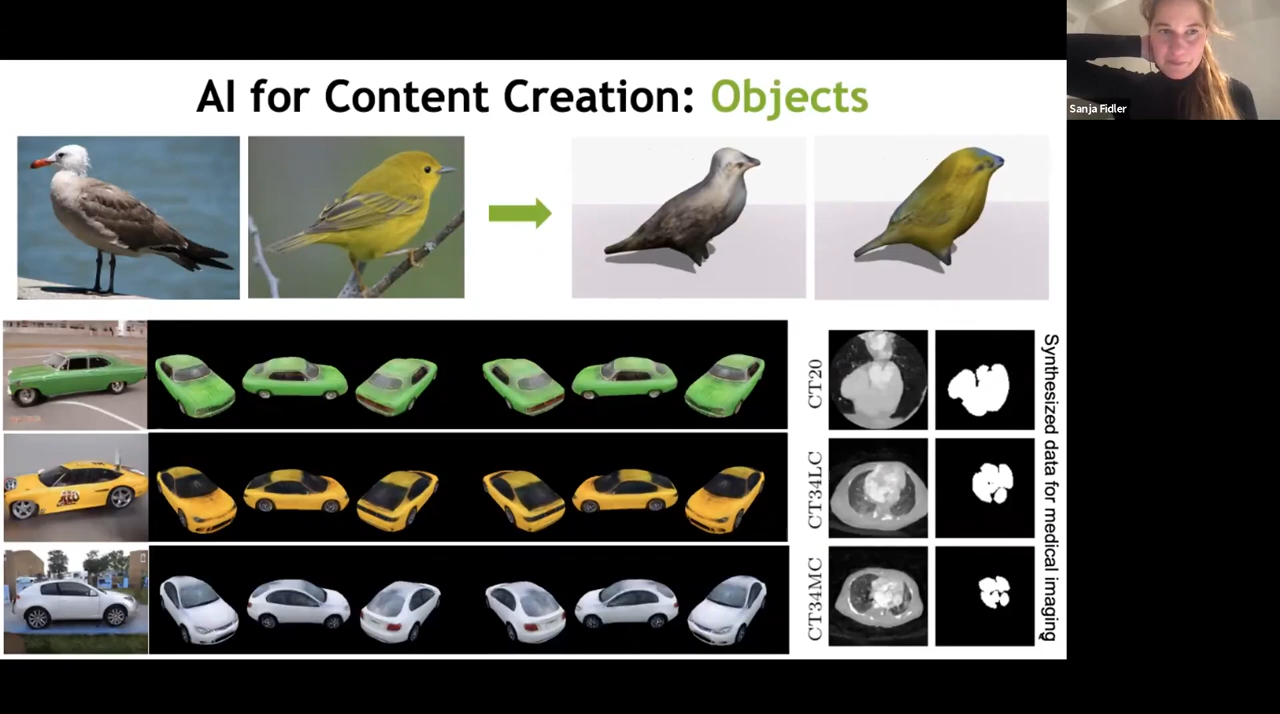 AI for Content Creation: Objects
Sanja Fidler
CT20
CT34LC
CT34MC
Synthesized data for medical imaging